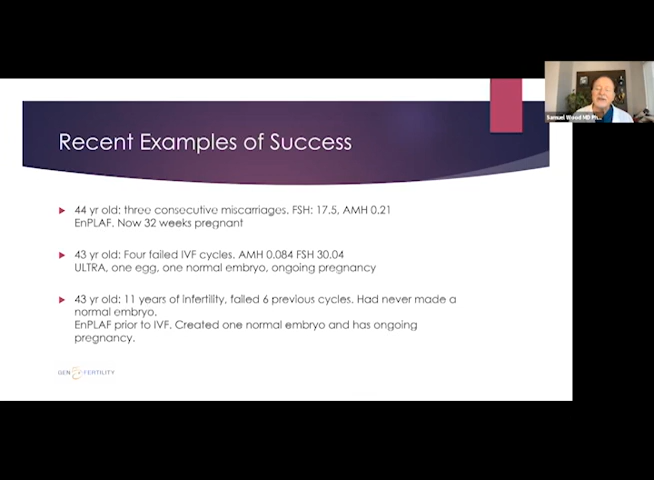 Recent Examples of Success
Samuel Wood MD Ph...
44 yr old: three consecutive miscarriages. FSH: 17.5, AMH 0.21
EnPLAF. Now 32 weeks pregnant
43 yr old: Four failed IVF cycles. AMH 0.084 FSH 30.04
ULTRA, one egg, one normal embryo, ongoing pregnancy
43 yr old: 11 years of infertility, failed 6 previous cycles. Had never made a
normal embryo.
EnPLAF prior to IVF. Created one normal embryo and has ongoing
pregnancy.
GEN FERTILITY